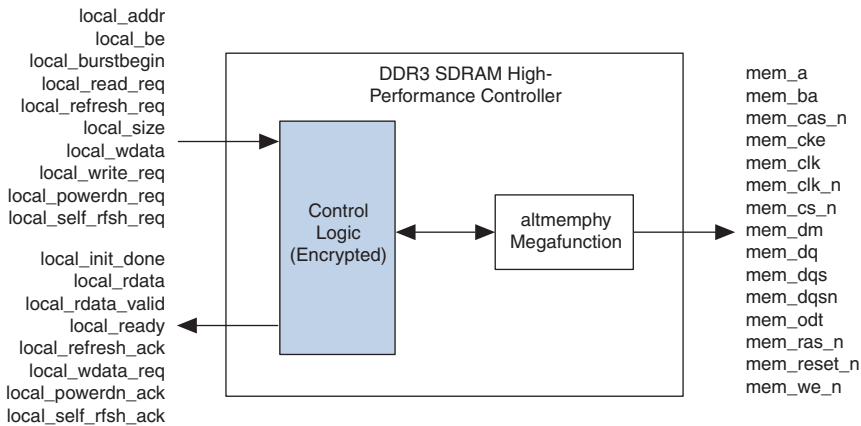 local_addr
local_be
local_burstbegin
local_read_req
local_refresh_req
local_size
local_wdata
local_write_req
local_powerdn_req
local_self_rfsh_req
local_init_done
local_rdata
local_rdata_valid
local_ready
local_refresh_ack
local_wdata_req
local_powerdn_ack
local_self_rfsh_ack
DDR3 SDRAM High-
Performance Controller
Control
Logic
(Encrypted)
altmemphy
Megafunction
mem_a
mem_ba
mem_cas_n
mem_cke
mem_clk
mem_clk_n
mem_cs_n
mem_dm
mem_dq
mem_dqs
mem_dqsn
mem_odt
mem_ras_n
mem_reset_n
mem_we_n